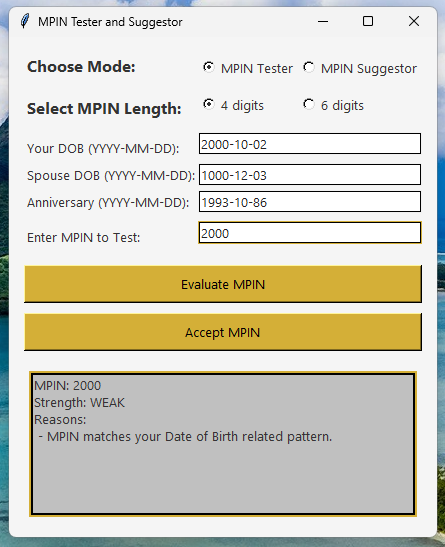 MPIN Tester and Suggestor
Choose Mode: MPIN Tester MPIN Suggestor
Select MPIN Length: 4 digits 6 digits
Your DOB (YYYY-MM-DD): 2000-10-02
Spouse DOB (YYYY-MM-DD): 1000-12-03
Anniversary (YYYY-MM-DD): 1993-10-86
Enter MPIN to Test: 2000
Evaluate MPIN
Accept MPIN
MPIN: 2000
Strength: WEAK
Reasons:
- MPIN matches your Date of Birth related pattern.